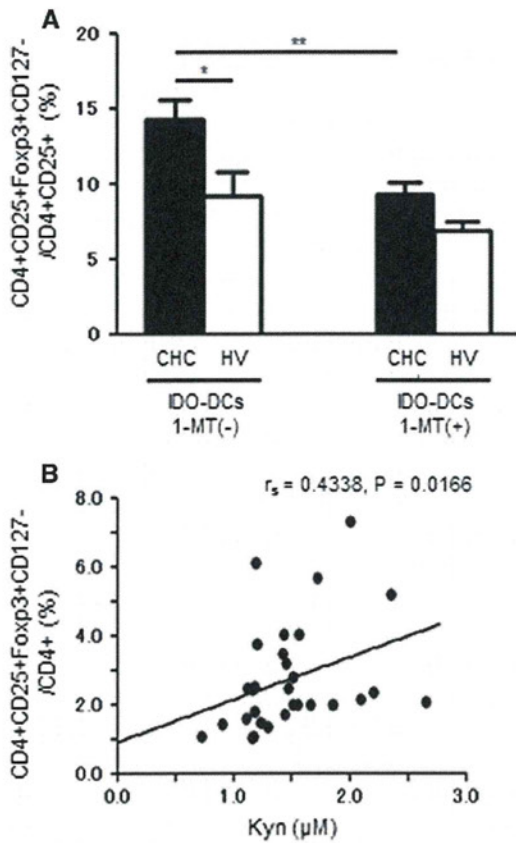 A
CD4+CD25+Foxp3+CD127-
/CD4+CD25+ (%)
20
15
10
5
0
**
*
CHC HV CHC HV
IDO-DCs IDO-DCs
1-MT(-) 1-MT(+)
B
rs = 0.4338, P = 0.0166
CD4+CD25+Foxp3+CD127-
/CD4+ (%)
8.0
6.0
4.0
2.0
0.0
0.0 1.0 2.0 3.0
Kyn (µM)